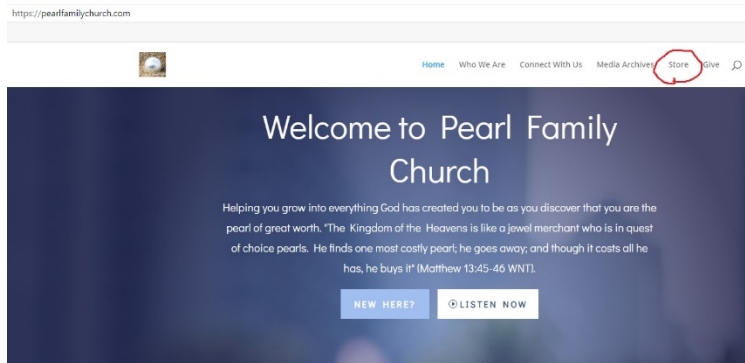 https://pearlfamilychurch.com
Home Who We Are Connect With Us Media Archives Store Give
Welcome to Pearl Family
Church
Helping you grow into everything God has created you to be as you discover that you are the
pearl of great worth. "The Kingdom of the Heavens is like a jewel merchant who is in quest
of choice pearls. He finds one most costly pearl; he goes away; and though it costs all he
has, he buys it" (Matthew 13:45-46 WNT).
NEW HERE? LISTEN NOW